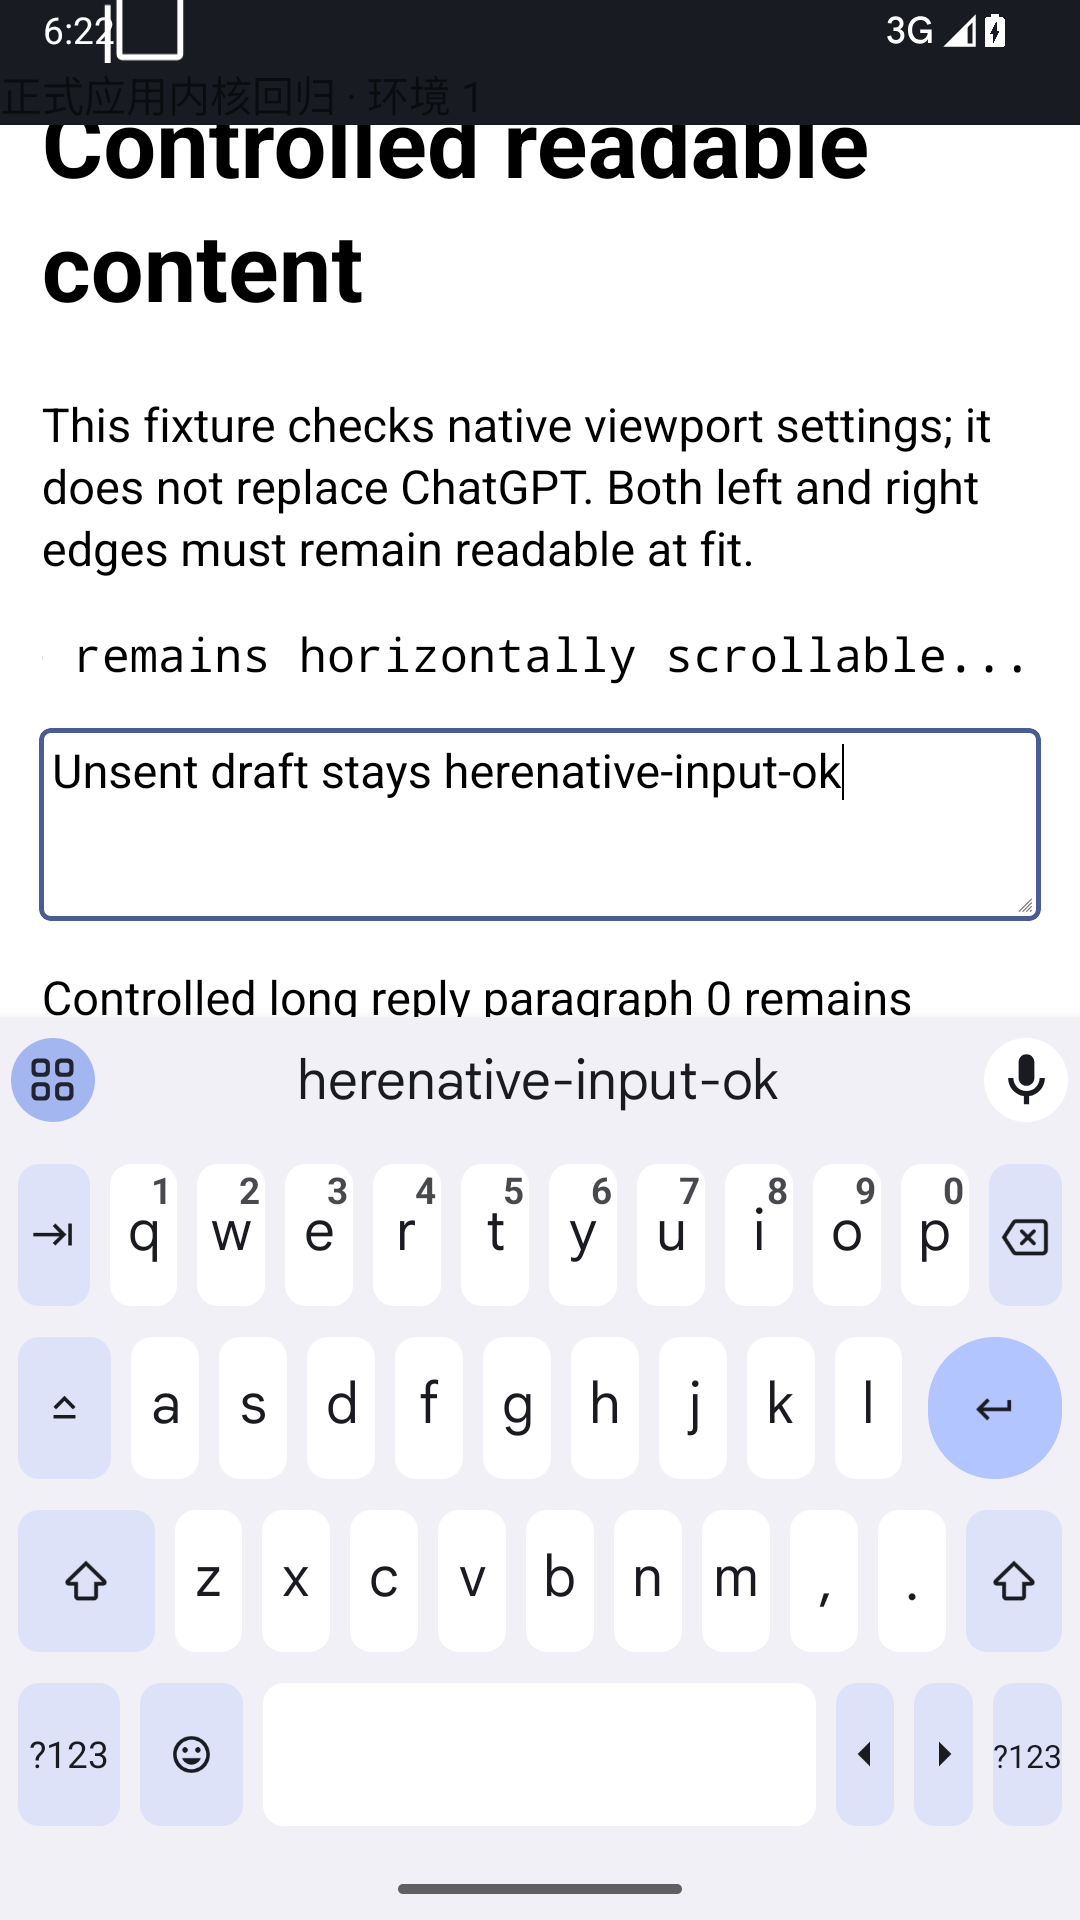 6:22
3G
正式应用内核回归 · 环境 1
Controlled readable
content
This fixture checks native viewport settings; it
does not replace ChatGPT. Both left and right
edges must remain readable at fit.
remains horizontally scrollable...
Unsent draft stays herenative-input-ok
Controlled long reply paragraph 0 remains
herenative-input-ok
1 2 3 4 5 6 7 8 9 0
q w e r t y u i o p
a s d f g h j k l
z x c v b n m , .
?123 ?123